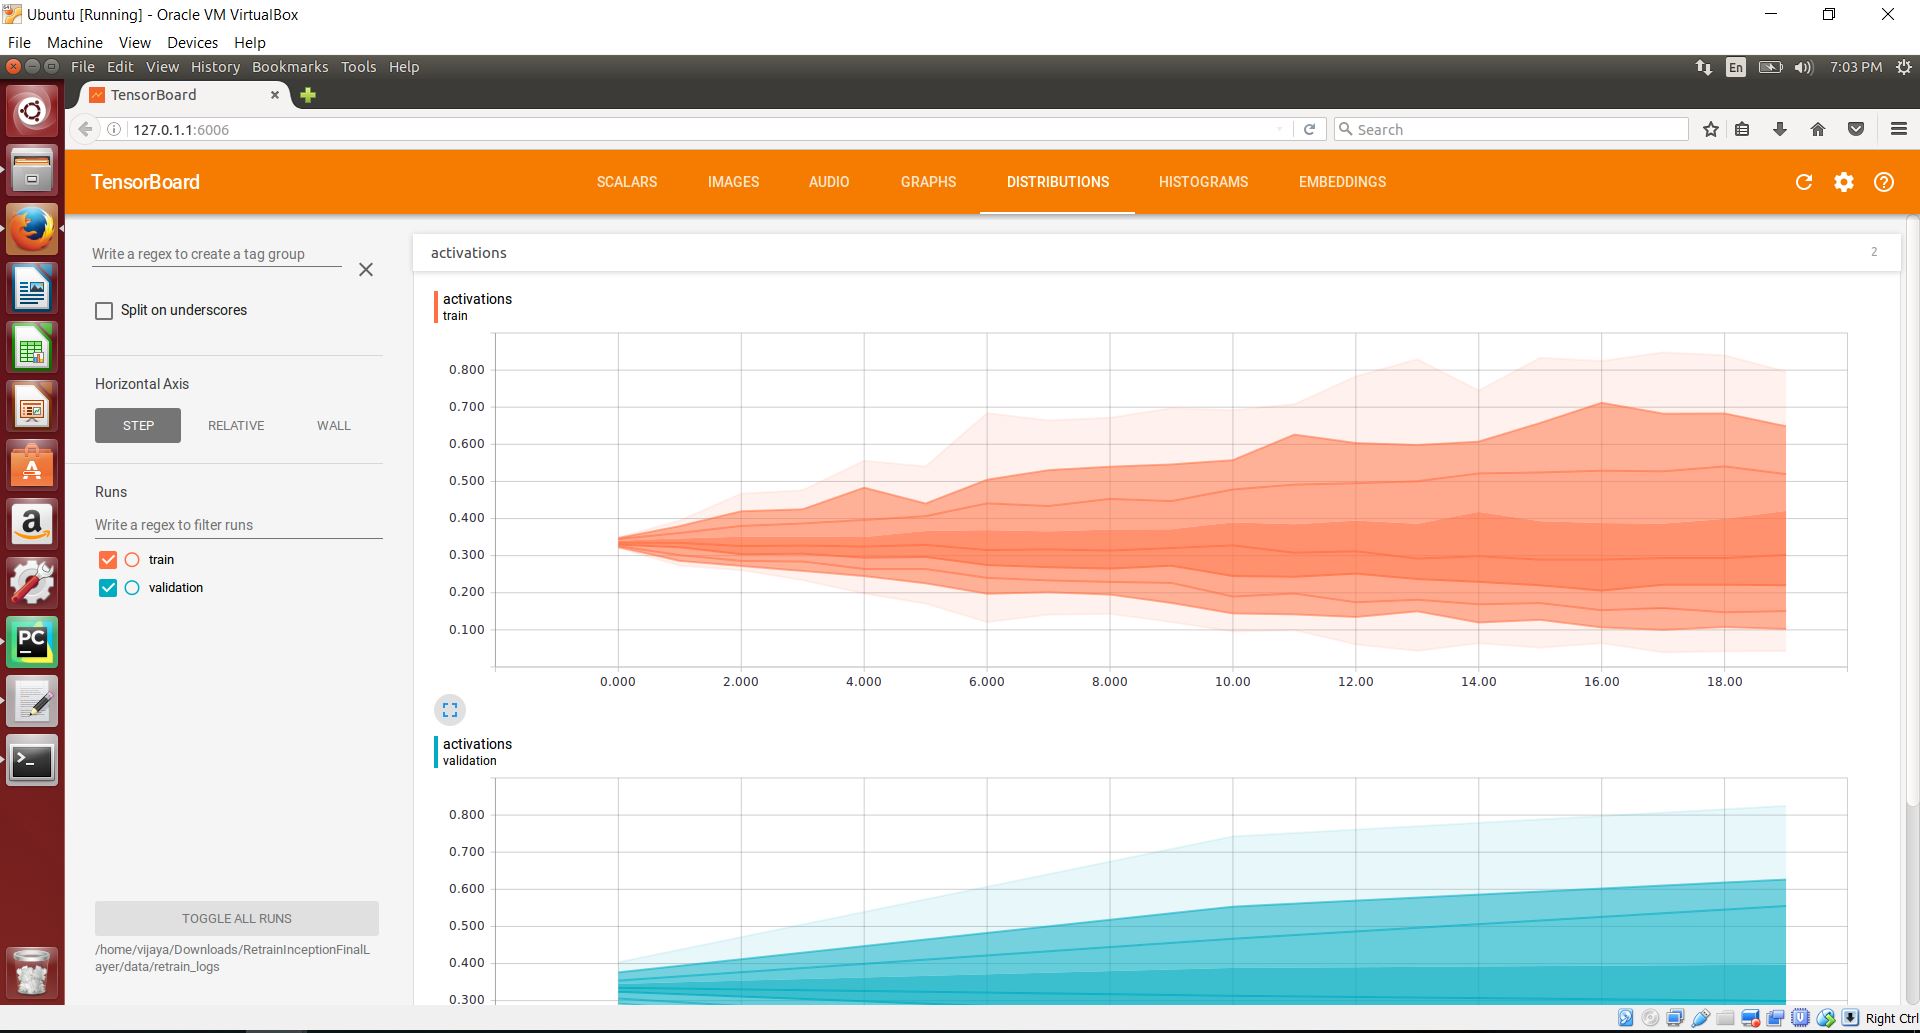 Ubuntu [Running] - Oracle VM VirtualBox
File Machine View Devices Help
File Edit View History Bookmarks Tools Help
En 7:03 PM
TensorBoard
127.0.1.1:6006
Search
TensorBoard
SCALARS IMAGES AUDIO GRAPHS DISTRIBUTIONS HISTOGRAMS EMBEDDINGS
Write a regex to create a tag group
Split on underscores
Horizontal Axis
STEP RELATIVE WALL
Runs
Write a regex to filter runs
train
validation
TOGGLE ALL RUNS
/home/vijaya/Downloads/RetrainInceptionFinalL
ayer/data/retrain_logs
activations 2
activations
train
0.800
0.700
0.600
0.500
0.400
0.300
0.200
0.100
0.000 2.000 4.000 6.000 8.000 10.00 12.00 14.00 16.00 18.00
activations
validation
0.800
0.700
0.600
0.500
0.400
0.300
a
PC
Right Ctrl